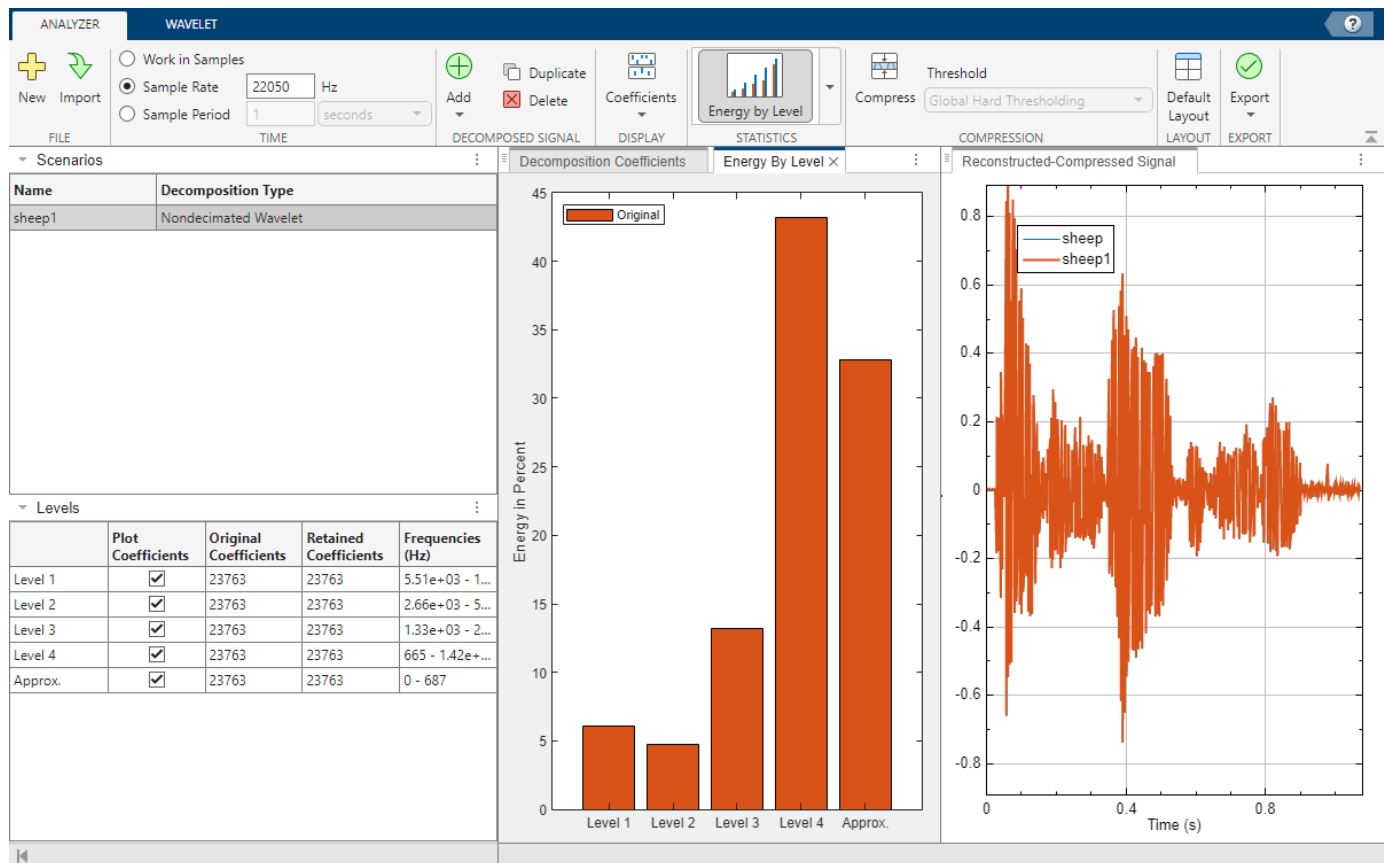 ANALYZER WAVELET ?
New Import
Work in Samples
Sample Rate 22050 Hz
Sample Period 1 seconds
Add Duplicate
Delete
Coefficients
Energy by Level
Compress Threshold
Global Hard Thresholding
Default
Layout
Export
FILE TIME DECOMPOSED SIGNAL DISPLAY STATISTICS COMPRESSION LAYOUT EXPORT
Scenarios
Name Decomposition Type
sheep1 Nondecimated Wavelet
Levels
Plot Coefficients Original Coefficients Retained Coefficients Frequencies (Hz)
Level 1 23763 23763 5.51e+03 - 1...
Level 2 23763 23763 2.66e+03 - 5...
Level 3 23763 23763 1.33e+03 - 2...
Level 4 23763 23763 665 - 1.42e+...
Approx. 23763 23763 0 - 687
Decomposition Coefficients Energy By Level
Original
45
40
35
30
25
20
15
10
5
0
Energy in Percent
Level 1 Level 2 Level 3 Level 4 Approx.
Reconstructed-Compressed Signal
sheep
sheep1
0.8
0.6
0.4
0.2
0
-0.2
-0.4
-0.6
-0.8
0 0.4 0.8
Time (s)